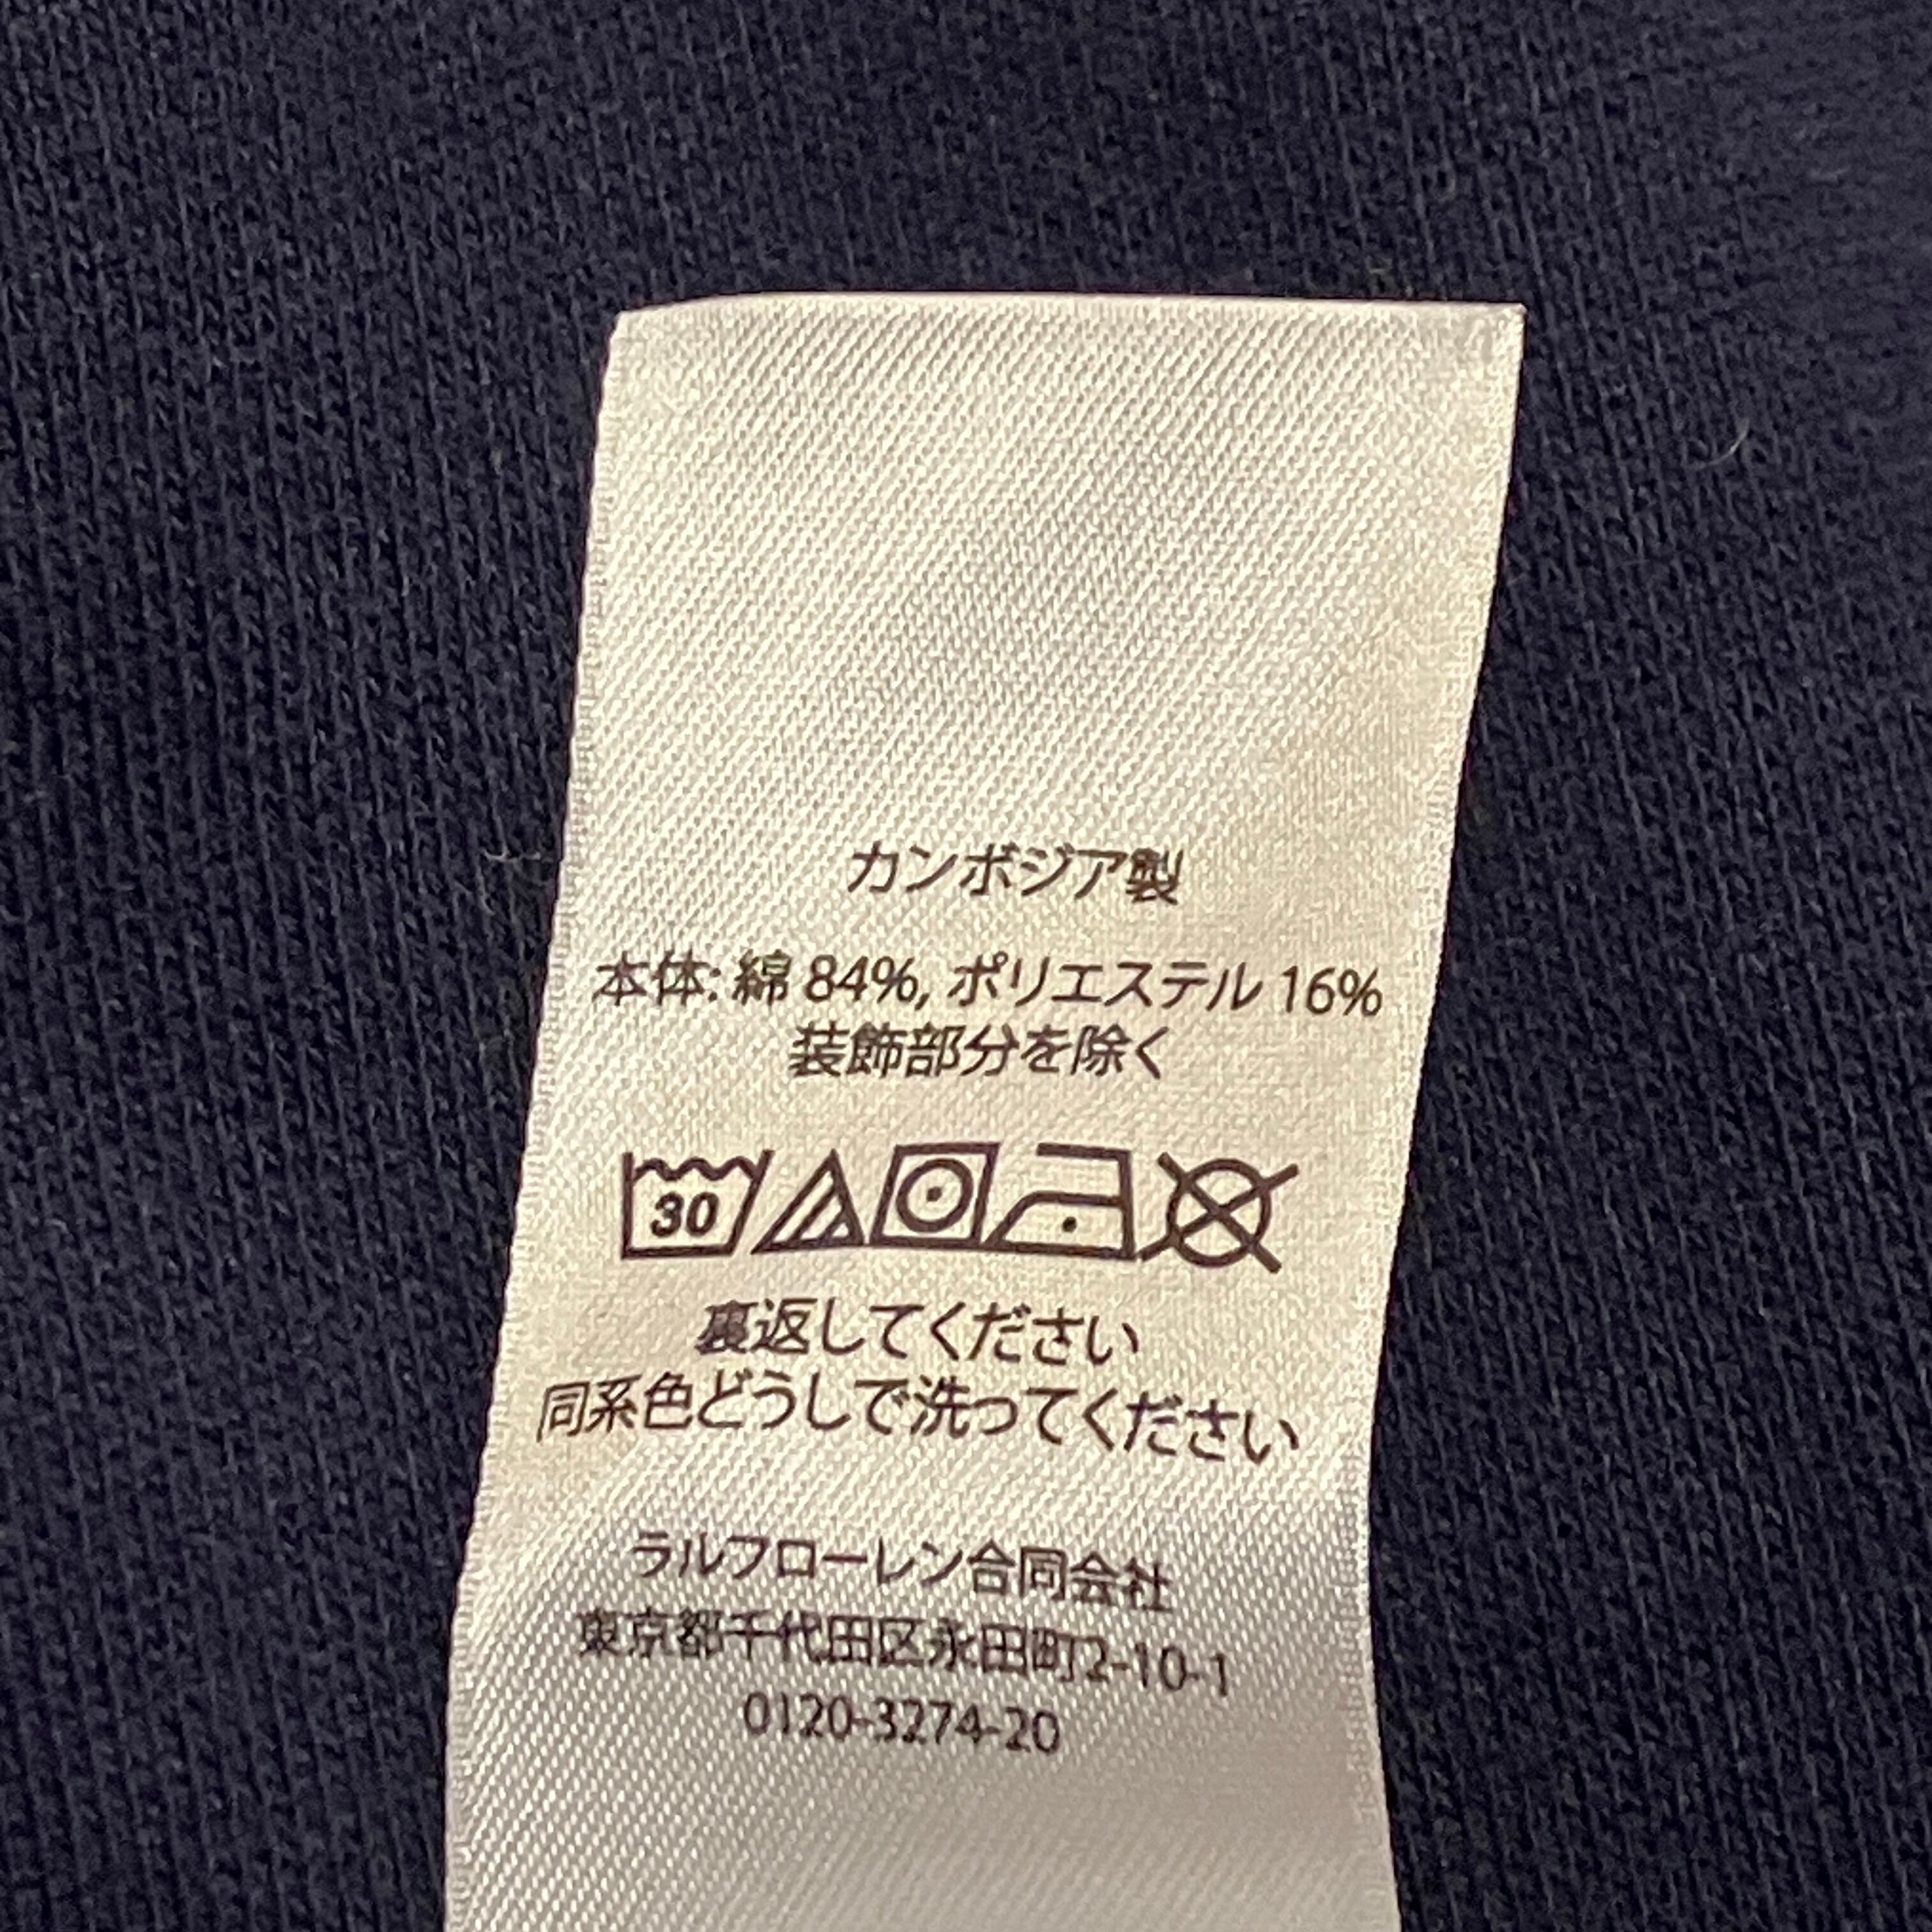 カンボジア製
本体: 綿 84%, ポリエステル 16%
装飾部分を除く
30
裏返してください
同系色どうしで洗ってください
ラルフローレン合同会社
東京都千代田区永田町2-10-1
0120-3274-20